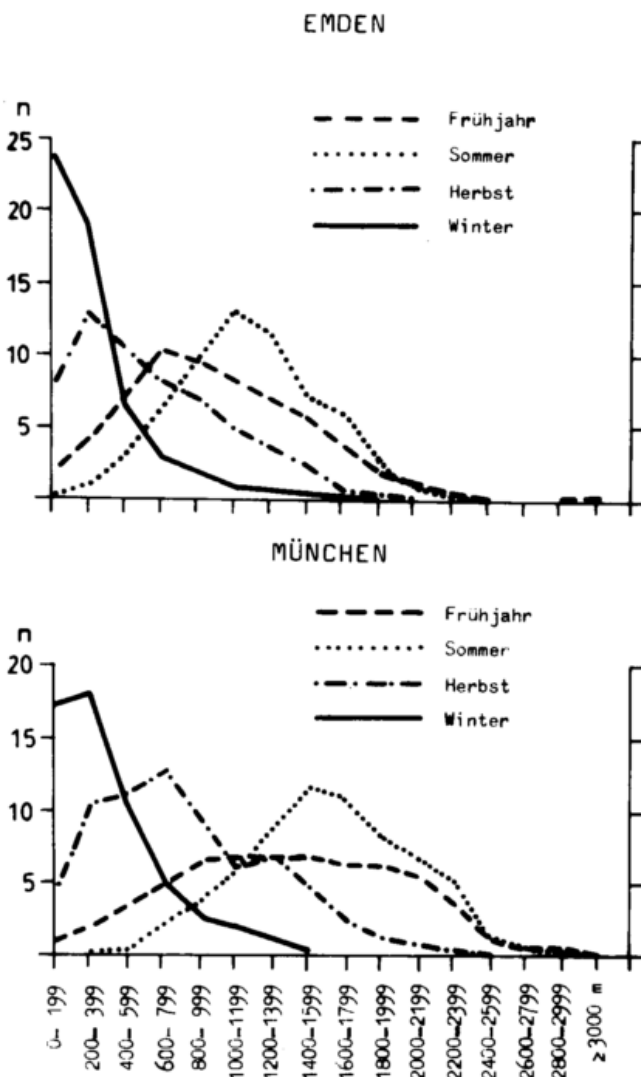 EMDEN
n
Frühjahr
Sommer
Herbst
Winter
25
20
15
10
5
MÜNCHEN
n
Frühjahr
Sommer
Herbst
Winter
20
15
10
5
0- 199
200-399
400-599
600-799
800-999
1000-1199
1200-1399
1400-1599
1600-1799
1800-1999
2000-2199
2200-2399
2400-2599
2600-2799
2800-2999
≥3000 m